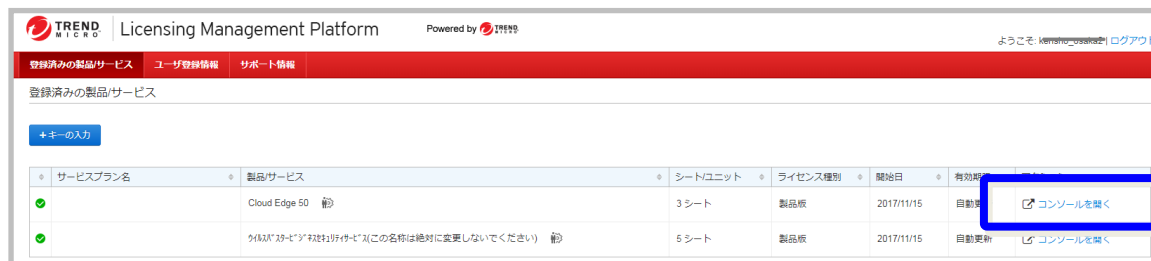 TREND MICRO Licensing Management Platform Powered by TREND MICRO
ようこそ: | ログアウト
登録済みの製品/サービス ユーザ登録情報 サポート情報
登録済みの製品/サービス
+キーの入力
サービスプラン名 製品/サービス シート/ユニット ライセンス種別 開始日
Cloud Edge 50 3 シート 製品版 2017/11/15 自動更新 コンソールを開く
ウイルスバスタービジネスセキュリティサービス(この名称は絶対に変更しないでください) 5 シート 製品版 2017/11/15 自動更新 コンソールを開く